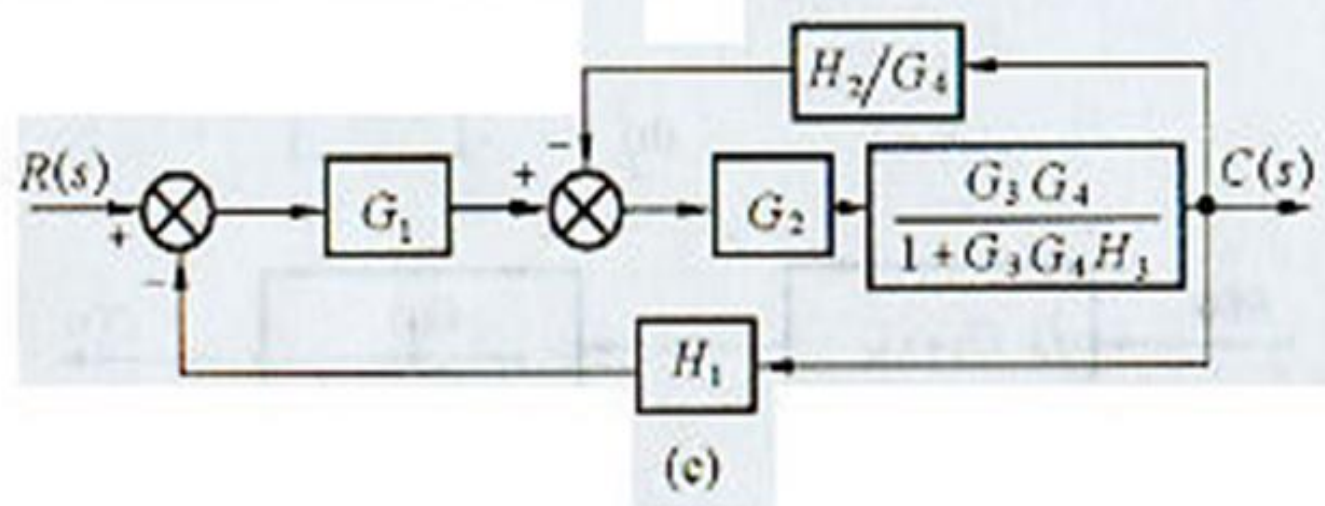 H₂/G₄
R(s) + − G₁ + − G₂ G₃G₄ C(s)
1+G₃G₄H₃
H₁
(c)